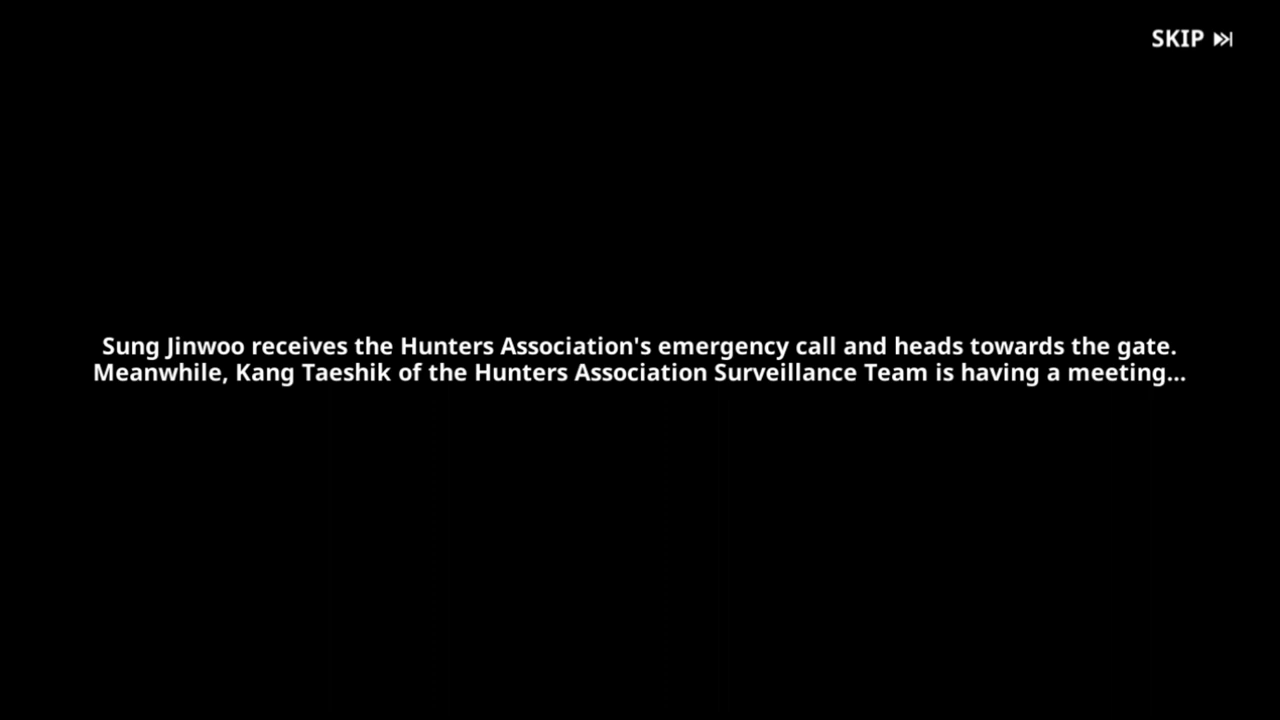 SKIP
Sung Jinwoo receives the Hunters Association's emergency call and heads towards the gate.
Meanwhile, Kang Taeshik of the Hunters Association Surveillance Team is having a meeting...